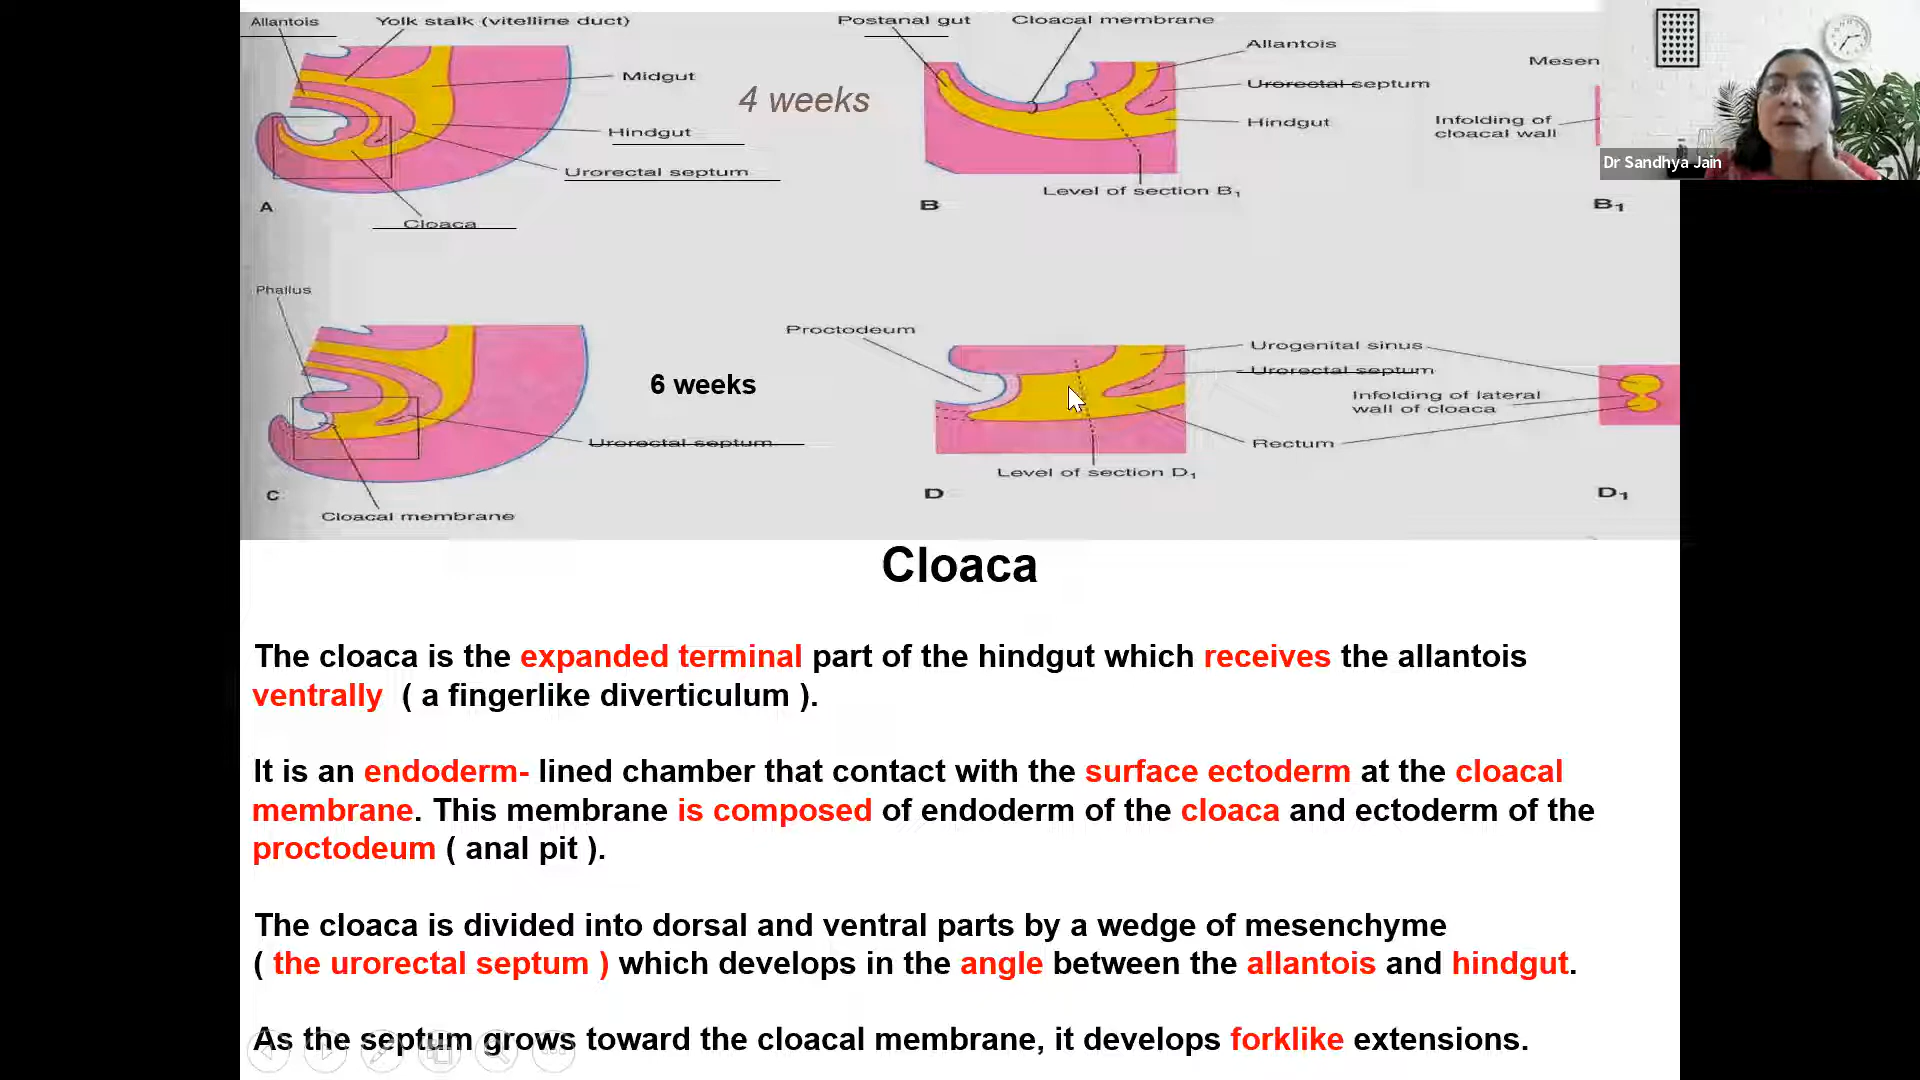 Allantois
Yolk stalk (vitelline duct)
Midgut
4 weeks
Hindgut
Urorectal septum
Cloaca
A
Postanal gut
Cloacal membrane
Allantois
Urorectal septum
Hindgut
Level of section B1
B
Mesen
Infolding of
cloacal wall
B1
Dr Sandhya Jain
Phallus
6 weeks
Urorectal septum
Cloacal membrane
C
Proctodeum
Urogenital sinus
Urorectal septum
Infolding of lateral
wall of cloaca
Rectum
Level of section D1
D
D1
Cloaca
The cloaca is the expanded terminal part of the hindgut which receives the allantois
ventrally ( a fingerlike diverticulum ).
It is an endoderm- lined chamber that contact with the surface ectoderm at the cloacal
membrane. This membrane is composed of endoderm of the cloaca and ectoderm of the
proctodeum ( anal pit ).
The cloaca is divided into dorsal and ventral parts by a wedge of mesenchyme
( the urorectal septum ) which develops in the angle between the allantois and hindgut.
As the septum grows toward the cloacal membrane, it develops forklike extensions.